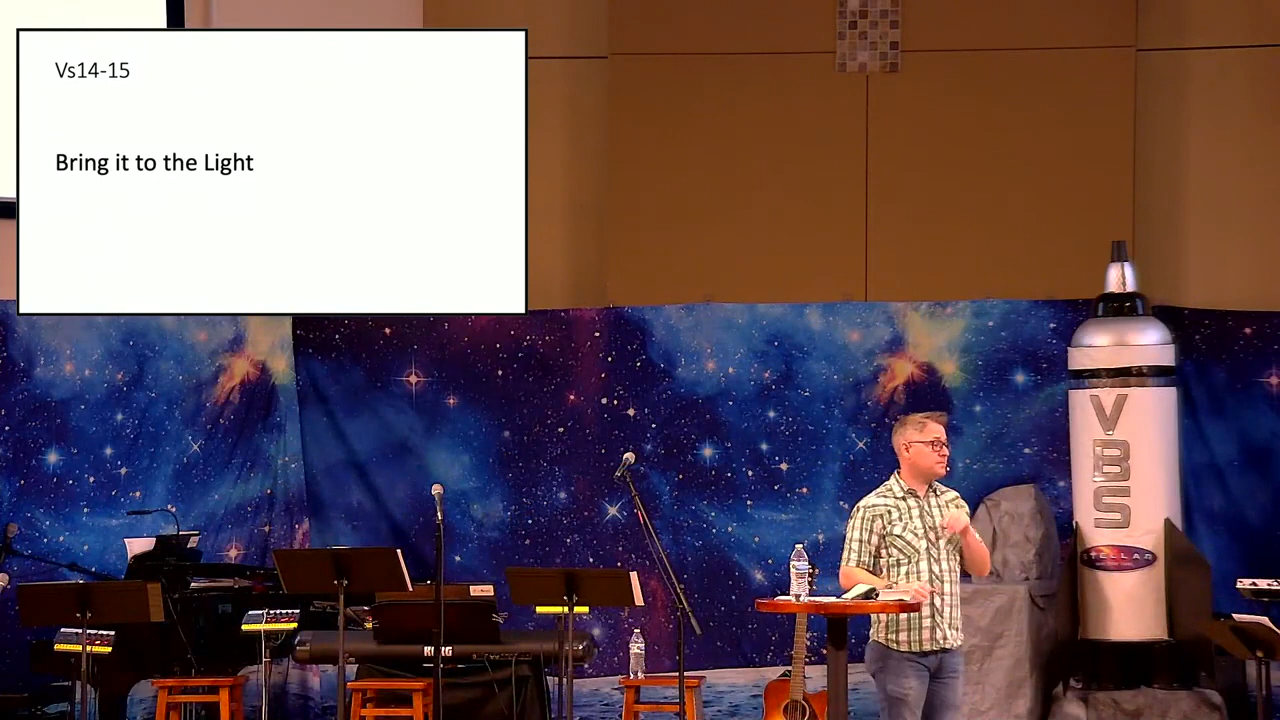 Vs14-15
Bring it to the Light
VBS
STELLAR
KORG